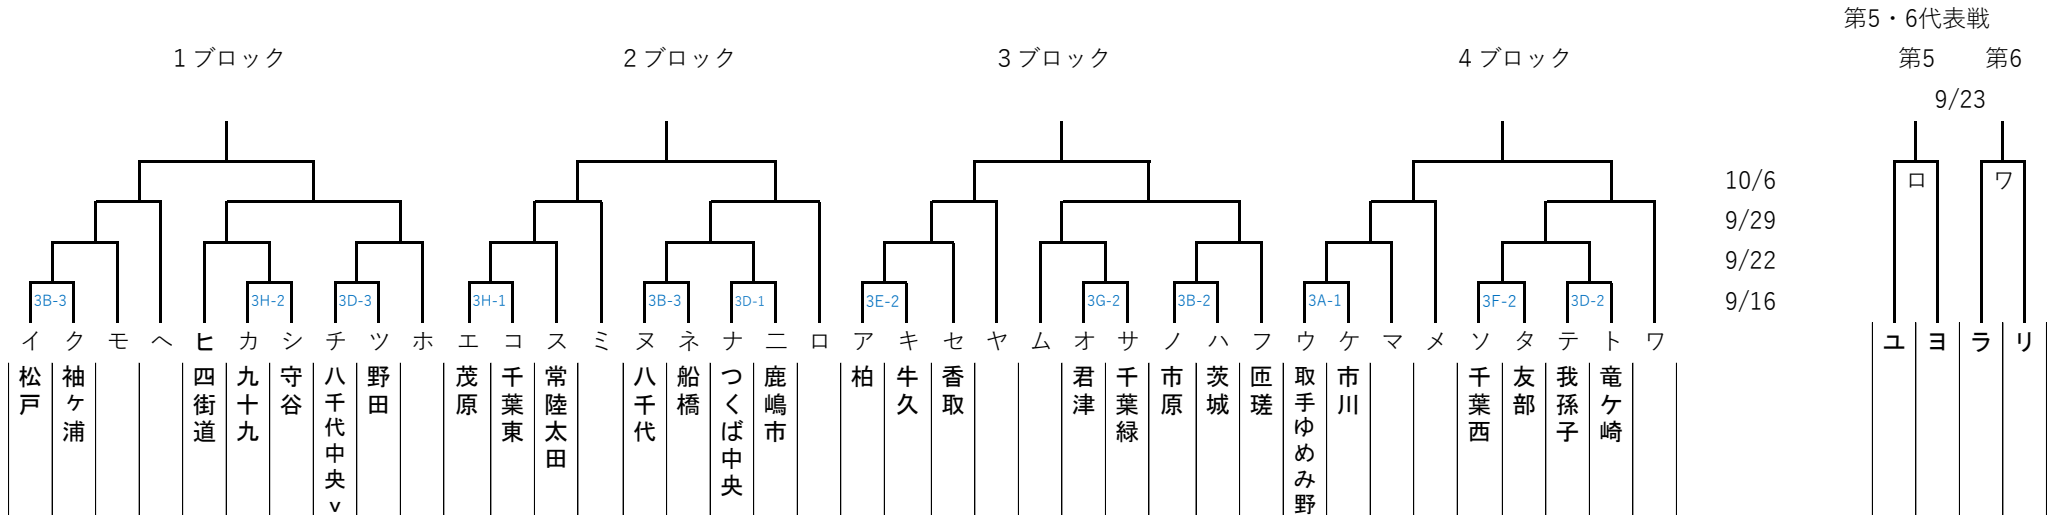 第5・6代表戦
1ブロック
2ブロック
3ブロック
4ブロック
第5
第6
9/23
10/6
9/29
9/22
9/16
ロ
ワ
3B-3
3H-2
3D-3
3H-1
3B-3
3D-1
3E-2
3G-2
3B-2
3A-1
3F-2
3D-2
イ
ク
モ
ヘ
ヒ
カ
シ
チ
ツ
ホ
エ
コ
ス
ミ
ヌ
ネ
ナ
ニ
ロ
ア
キ
セ
ヤ
ム
オ
サ
ノ
ハ
フ
ウ
ケ
マ
メ
ソ
タ
テ
ト
ワ
ユ
ヨ
ラ
リ
松戸
袖ヶ浦
四街道
九十九
守谷
八千代中央v
野田
茂原
千葉東
常陸太田
八千代
船橋
つくば中央
鹿嶋市
柏
牛久
香取
君津
千葉緑
市原
茨城
匝瑳
取手ゆめみ野
市川
千葉西
友部
我孫子
竜ケ崎